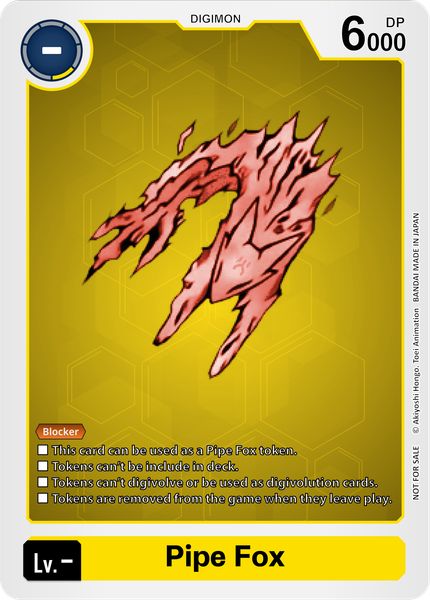 DIGIMON
DP
6000
Blocker
This card can be used as a Pipe Fox token.
Tokens can't be include in deck.
Tokens can't digivolve or be used as digivolution cards.
Tokens are removed from the game when they leave play.
NOT FOR SALE © Akiyoshi Hongo, Toei Animation BANDAI MADE IN JAPAN
Lv.-
Pipe Fox